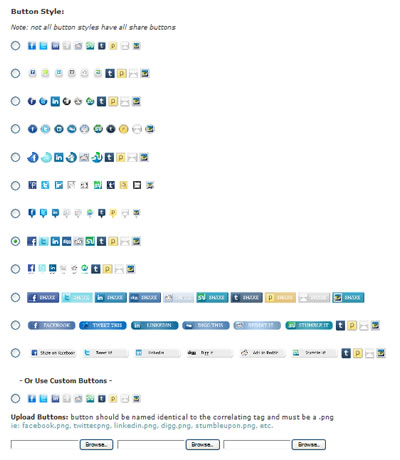 Button Style:
Note: not all button styles have all share buttons
SHARE SHARE SHARE SHARE SHARE SHARE SHARE SHARE SHARE SHARE
FACEBOOK TWEET THIS LINKEDIN DIGG THIS REDDIT IT STUMBLE IT
Share on Facebook Tweet it Linkedin Digg it Add to Reddit Stumble it
- Or Use Custom Buttons -
Upload Buttons: button should be named identical to the correlating tag and must be a .png
ie: facebook.png, twitter.png, linkedin.png, digg.png, stumbleupon.png, etc.
Browse.. Browse.. Browse..